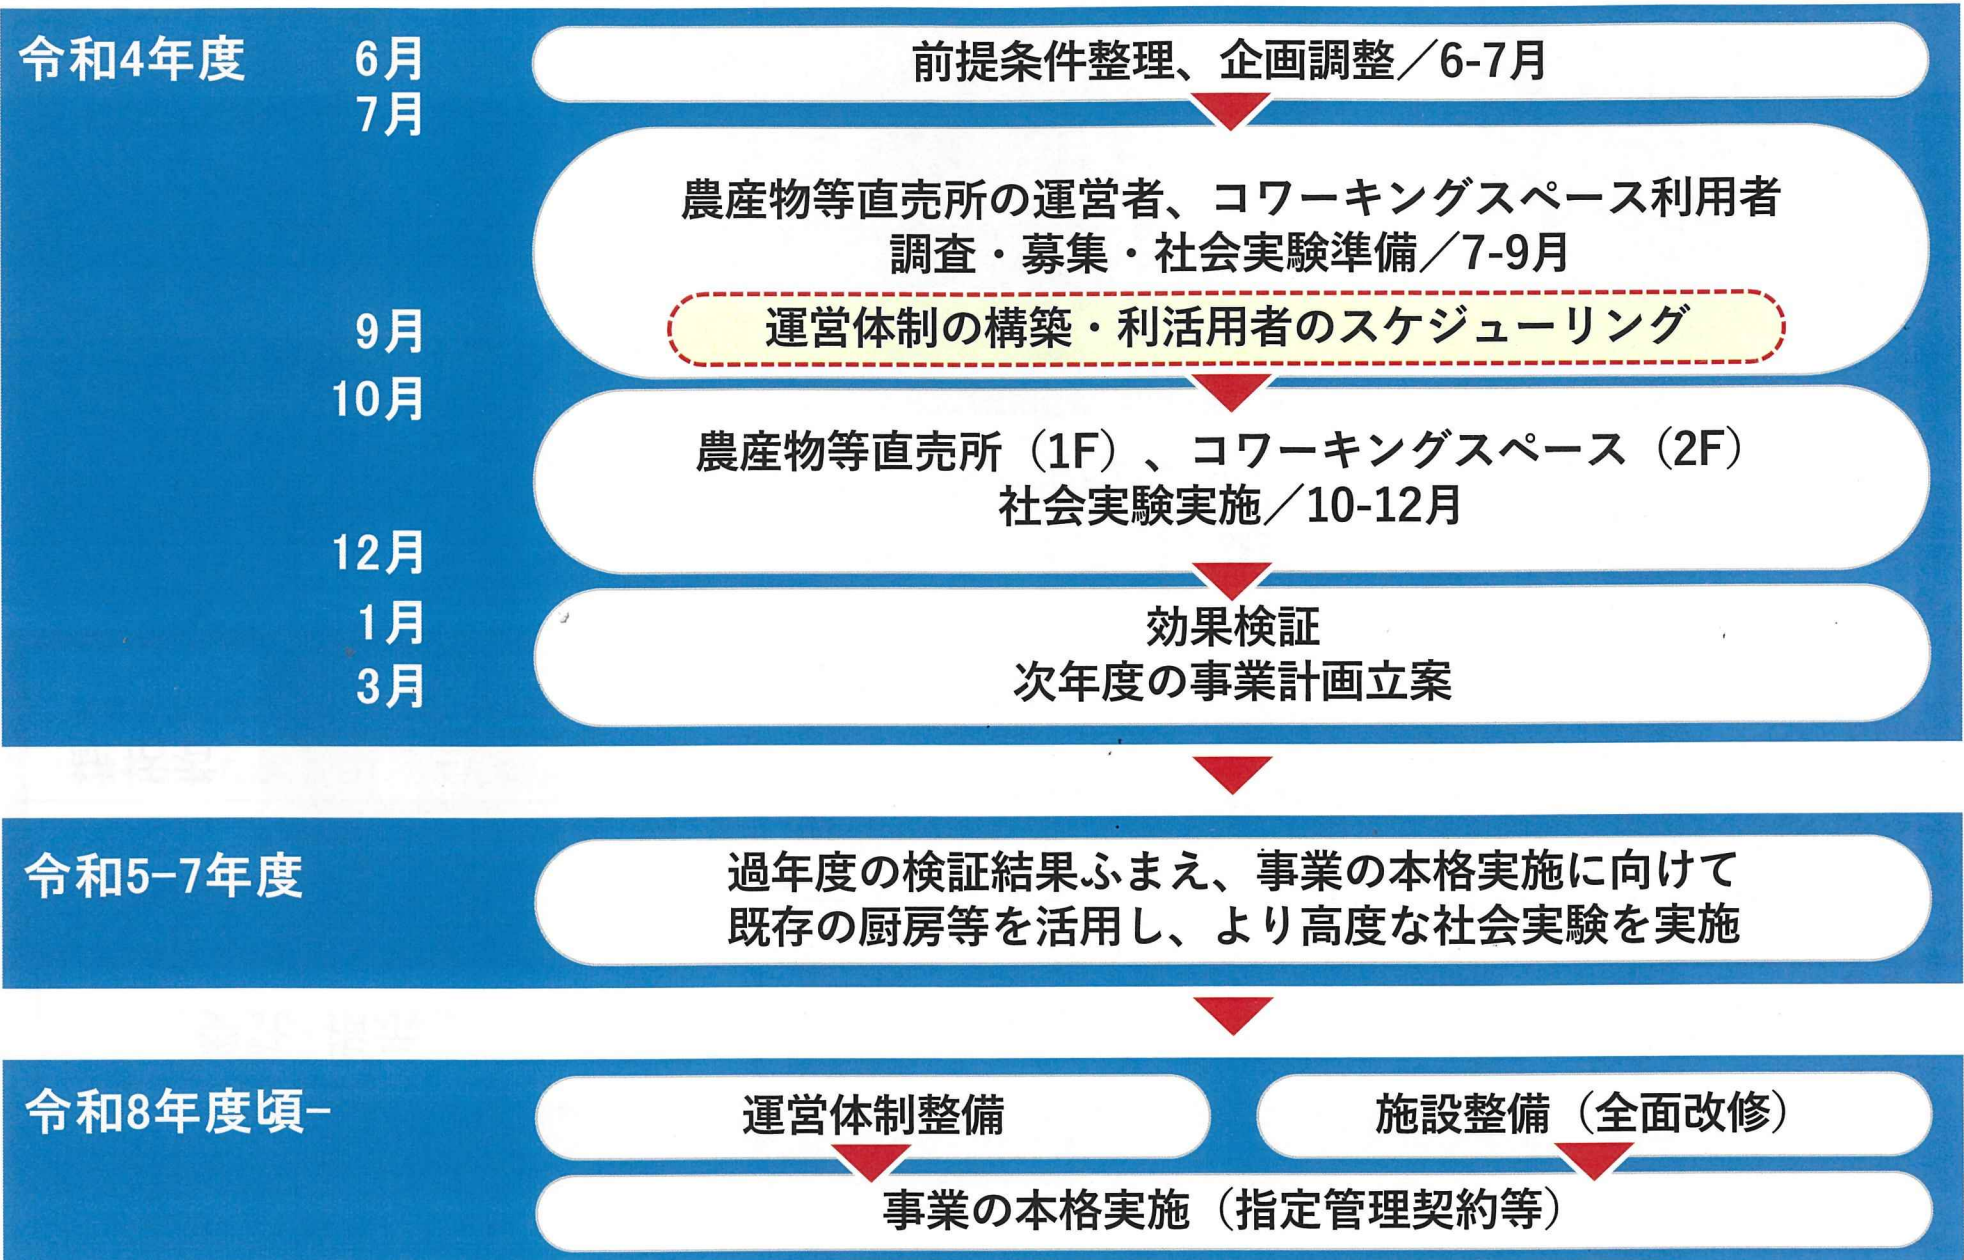 令和4年度
6月
前提条件整理、企画調整／6-7月
7月
農産物等直売所の運営者、コワーキングスペース利用者
調査・募集・社会実験準備／7-9月
9月
運営体制の構築・利活用者のスケジューリング
10月
農産物等直売所（1F）、コワーキングスペース（2F）
社会実験実施／10-12月
12月
1月
効果検証
3月
次年度の事業計画立案
令和5-7年度
過年度の検証結果ふまえ、事業の本格実施に向けて
既存の厨房等を活用し、より高度な社会実験を実施
令和8年度頃-
運営体制整備
施設整備（全面改修）
事業の本格実施（指定管理契約等）